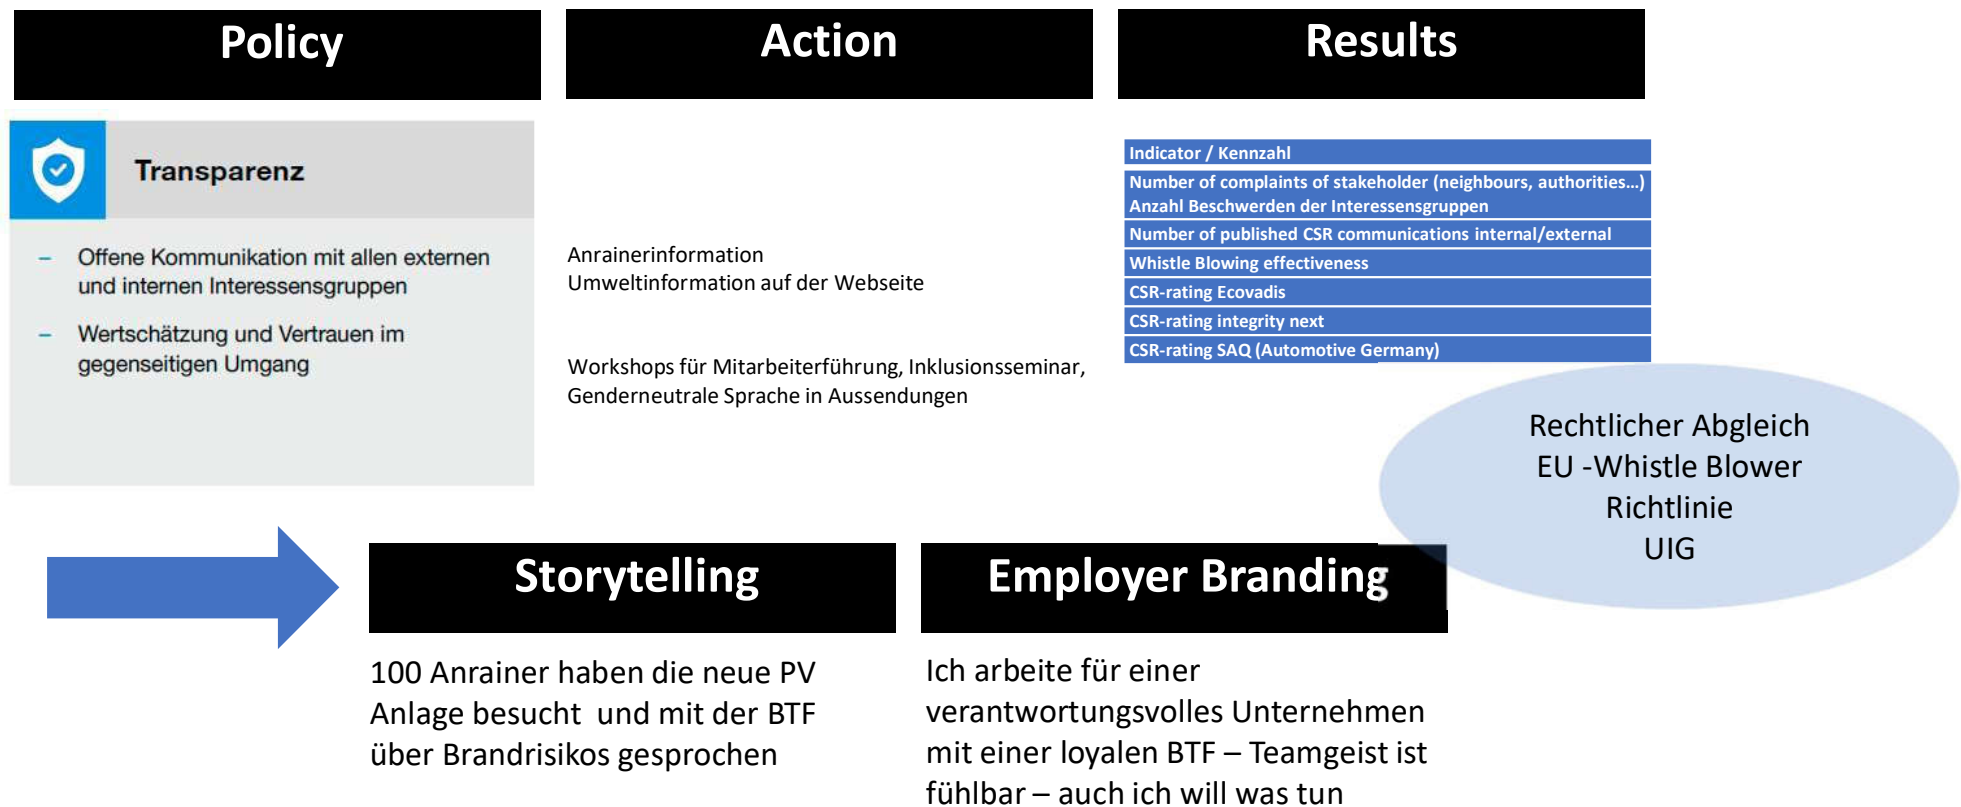 Policy
Action
Results
Transparenz
– Offene Kommunikation mit allen externen
und internen Interessensgruppen
– Wertschätzung und Vertrauen im
gegenseitigen Umgang
Anrainerinformation
Umweltinformation auf der Webseite
Workshops für Mitarbeiterführung, Inklusionsseminar,
Genderneutrale Sprache in Aussendungen
Indicator / Kennzahl
Number of complaints of stakeholder (neighbours, authorities…)
Anzahl Beschwerden der Interessensgruppen
Number of published CSR communications internal/external
Whistle Blowing effectiveness
CSR-rating Ecovadis
CSR-rating integrity next
CSR-rating SAQ (Automotive Germany)
Rechtlicher Abgleich
EU -Whistle Blower
Richtlinie
UIG
Storytelling
100 Anrainer haben die neue PV
Anlage besucht  und mit der BTF
über Brandrisikos gesprochen
Employer Branding
Ich arbeite für einer
verantwortungsvolles Unternehmen
mit einer loyalen BTF – Teamgeist ist
fühlbar – auch ich will was tun